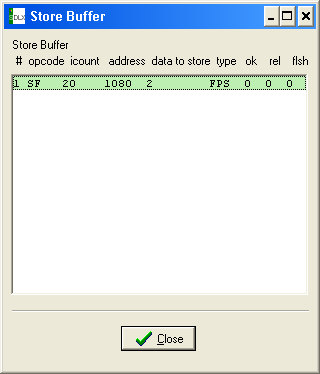 SDLX Store Buffer
Store Buffer
# opcode icount address data to store type ok rel flsh
1 SF 20 1080 2 FPS 0 0 0
Close